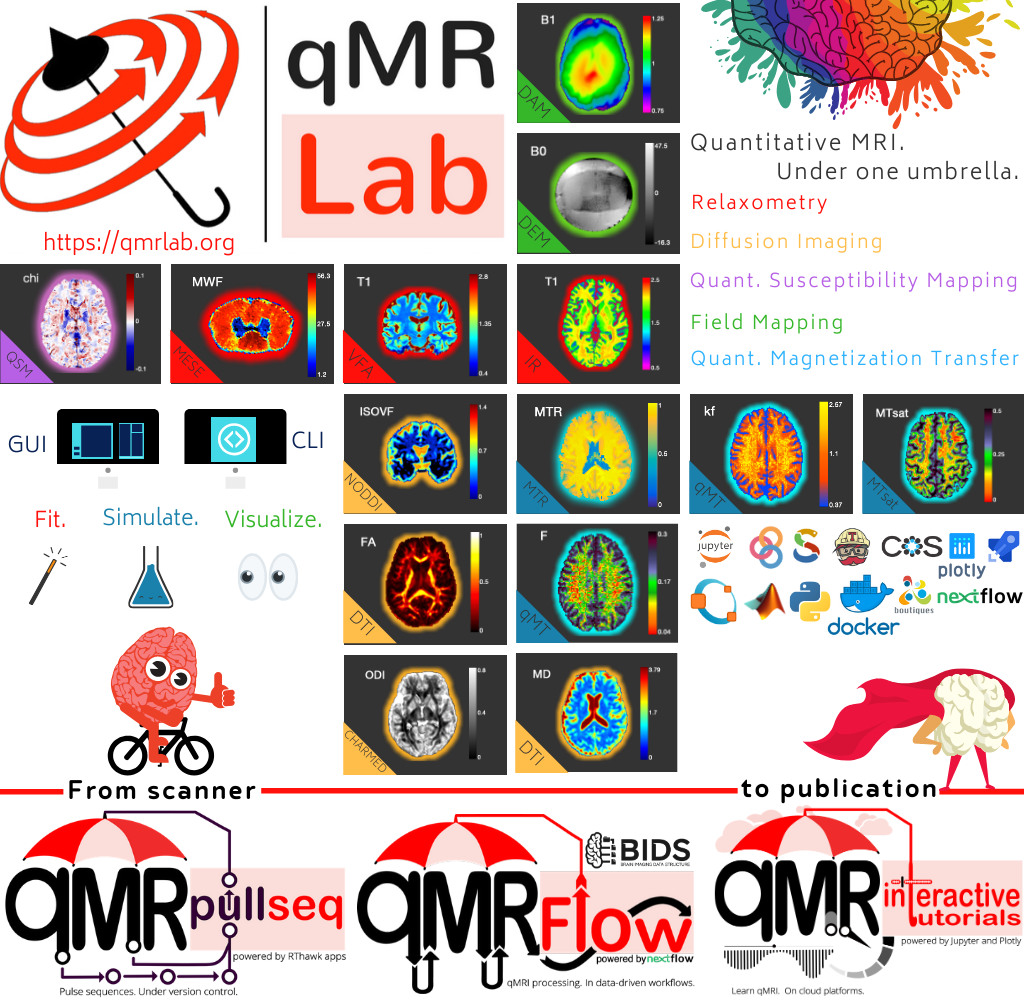 qMR
Lab
https://qmrlab.org
B1
1.25
1
0.75
DAM
B0
47.5
0
-16.3
DEM
Quantitative MRI.
Under one umbrella.
Relaxometry
Diffusion Imaging
Quant. Susceptibility Mapping
Field Mapping
Quant. Magnetization Transfer
chi
0.1
0
-0.1
QSM
MWF
56.3
27.5
1.2
MESE
T1
2.8
1.35
0.4
VFA
T1
2.5
1.5
0.5
IR
GUI
CLI
Fit.
Simulate.
Visualize.
ISOVF
1.4
0.7
0
NODDI
MTR
1
0.5
0
MTR
kf
2.67
1.1
0.37
qMT
MTsat
0.5
0.25
0
MTsat
FA
1
0.5
0
DTI
F
0.3
0.17
0.04
qMT
ODI
0.8
0.4
0
CHARMED
MD
3.79
1.7
0
DTI
jupyter
COS
plotly
boutiques
nextflow
docker
From scanner
to publication
qMR
pullseq
powered by RThawk apps
Pulse sequences. Under version control.
BIDS
BRAIN IMAGING DATA STRUCTURE
qMR
Flow
powered by nextflow
qMRI processing. In data-driven workflows.
qMR
interactive
tutorials
powered by Jupyter and Plotly
Learn qMRI. On cloud platforms.